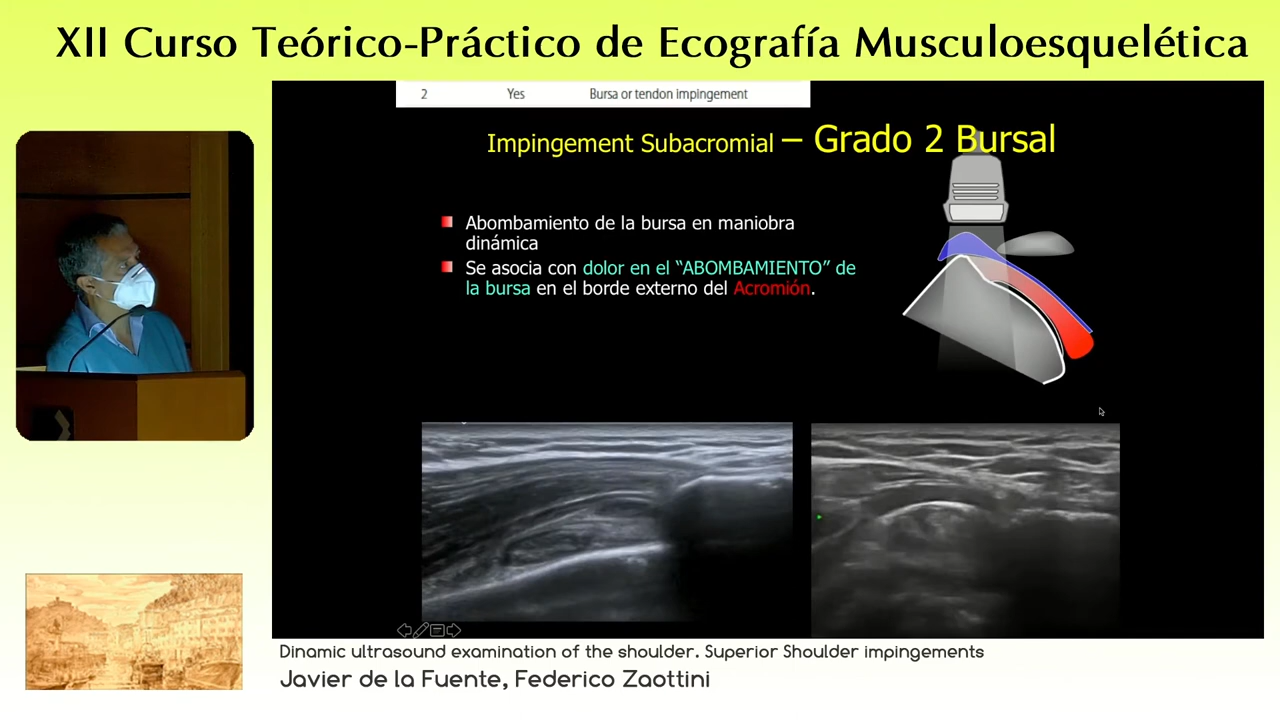 XII Curso Teórico-Práctico de Ecografía Musculoesquelética
2 Yes Bursa or tendon impingement
Impingement Subacromial – Grado 2 Bursal
Abombamiento de la bursa en maniobra
dinámica
Se asocia con dolor en el “ABOMBAMIENTO” de
la bursa en el borde externo del Acromión.
Dinamic ultrasound examination of the shoulder. Superior Shoulder impingements
Javier de la Fuente, Federico Zaottini